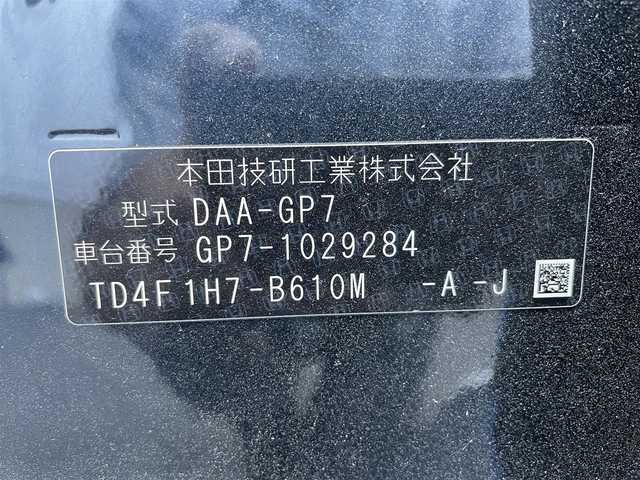 本田技研工業株式会社
型式 DAA-GP7
車台番号 GP7-1029284
TD4F1H7-B610M -A -J